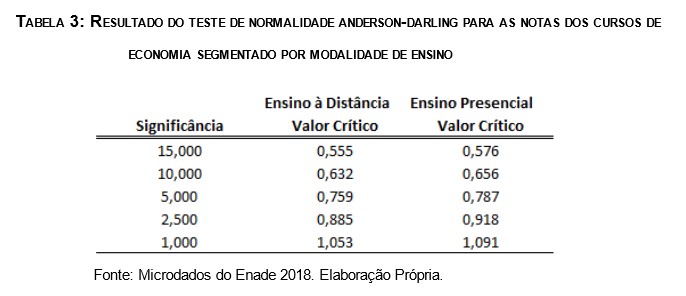 TABELA 3: RESULTADO DO TESTE DE NORMALIDADE ANDERSON-DARLING PARA AS NOTAS DOS CURSOS DE
ECONOMIA SEGMENTADO POR MODALIDADE DE ENSINO
Ensino à Distância Ensino Presencial
Significância Valor Crítico Valor Crítico
15,000 0,555 0,576
10,000 0,632 0,656
5,000 0,759 0,787
2,500 0,885 0,918
1,000 1,053 1,091
Fonte: Microdados do Enade 2018. Elaboração Própria.